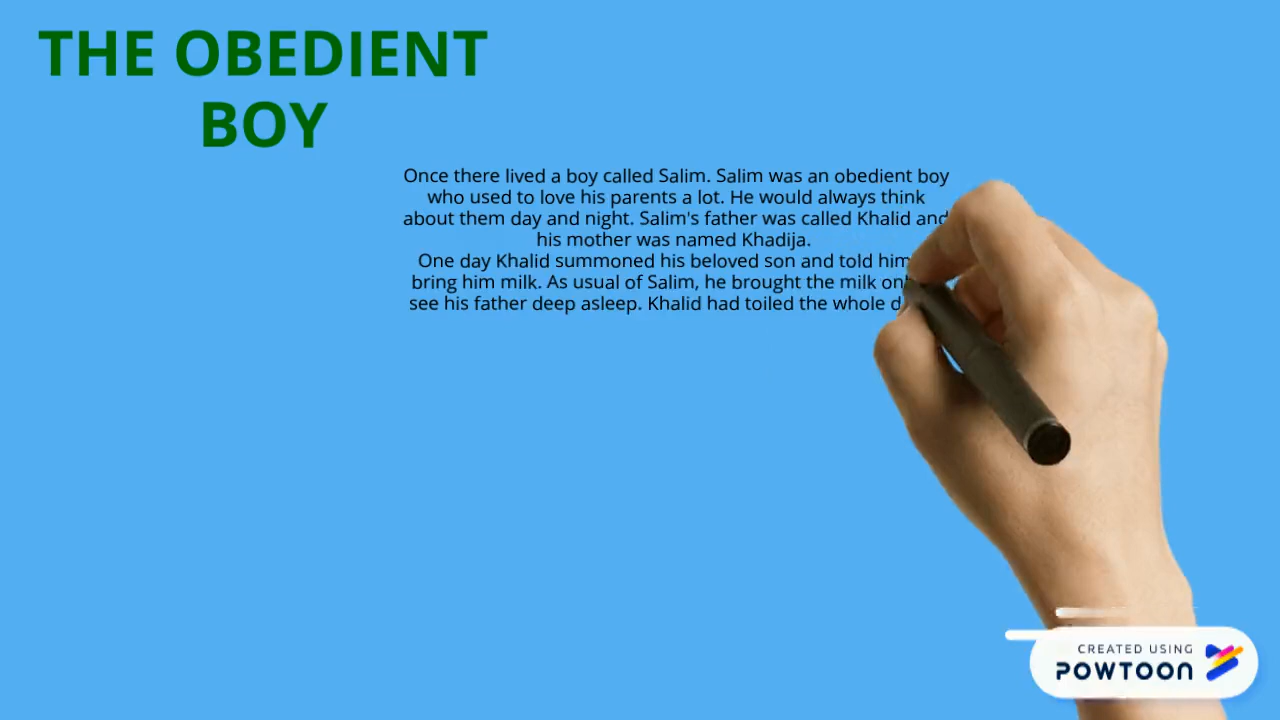 THE OBEDIENT
BOY
Once there lived a boy called Salim. Salim was an obedient boy
who used to love his parents a lot. He would always think
about them day and night. Salim's father was called Khalid and
his mother was named Khadija.
One day Khalid summoned his beloved son and told him
bring him milk. As usual of Salim, he brought the milk
see his father deep asleep. Khalid had toiled the whole
CREATED USING
POWTOON